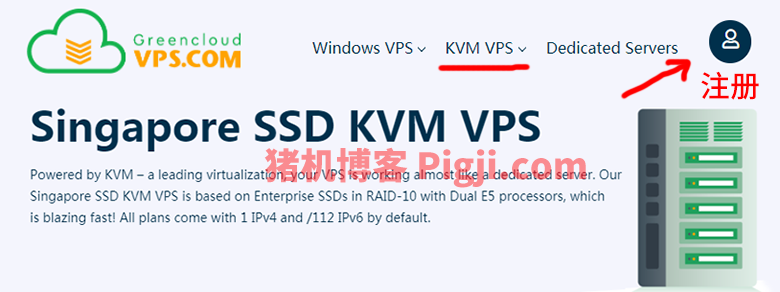 Greencloud
VPS.COM
Windows VPS KVM VPS Dedicated Servers
注册
Singapore SSD KVM VPS
猪机博客 Pigji.com
Powered by KVM – a leading virtualization, your VPS is working almost like a dedicated server. Our
Singapore SSD KVM VPS is based on Enterprise SSDs in RAID-10 with Dual E5 processors, which
is blazing fast! All plans come with 1 IPv4 and /112 IPv6 by default.